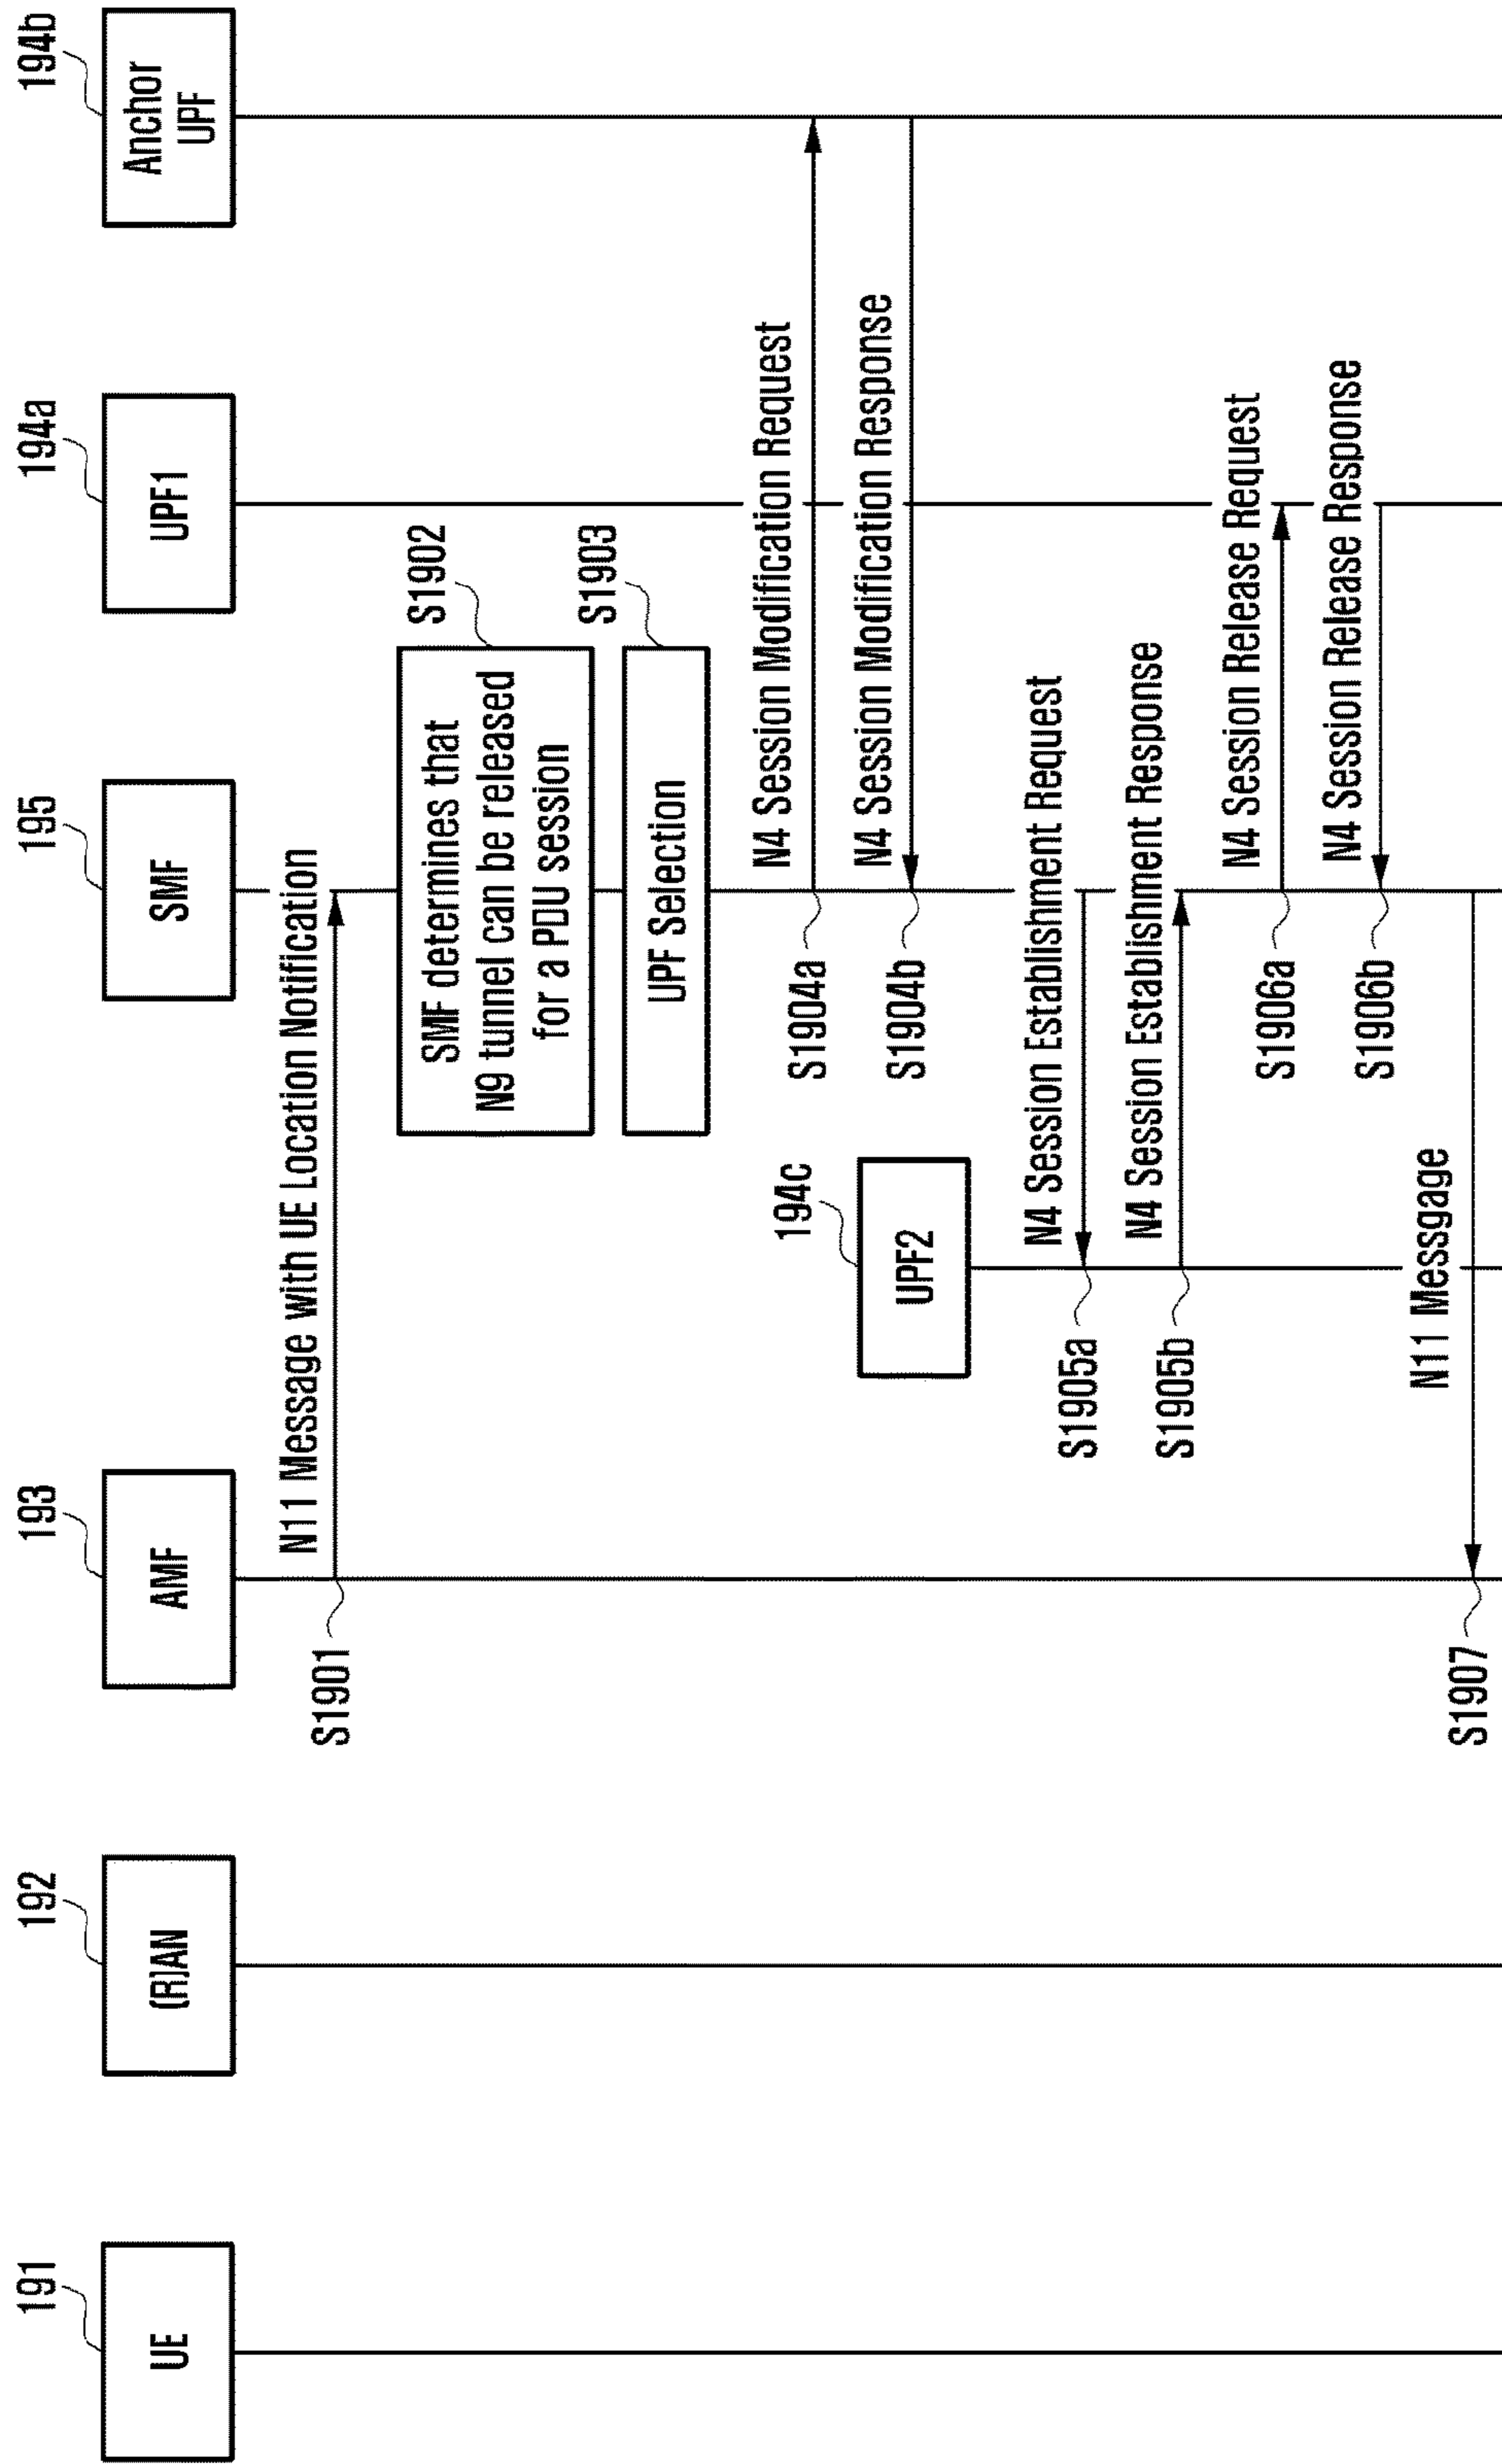 191
192
193
195
194a
194b
UE
(R)AN
AMF
SMF
UPF1
Anchor
UPF
N11 Message with UE Location Notification
S1901
S1902
SMF determines that
N9 tunnel can be released
for a PDU session
S1903
UPF Selection
N4 Session Modification Request
S1904a
194c
UPF2
N4 Session Modification Response
S1904b
N4 Session Establishment Request
S1905a
N4 Session Establishment Response
S1905b
N4 Session Release Request
S1906a
N4 Session Release Response
S1906b
N11 Messgage
S1907